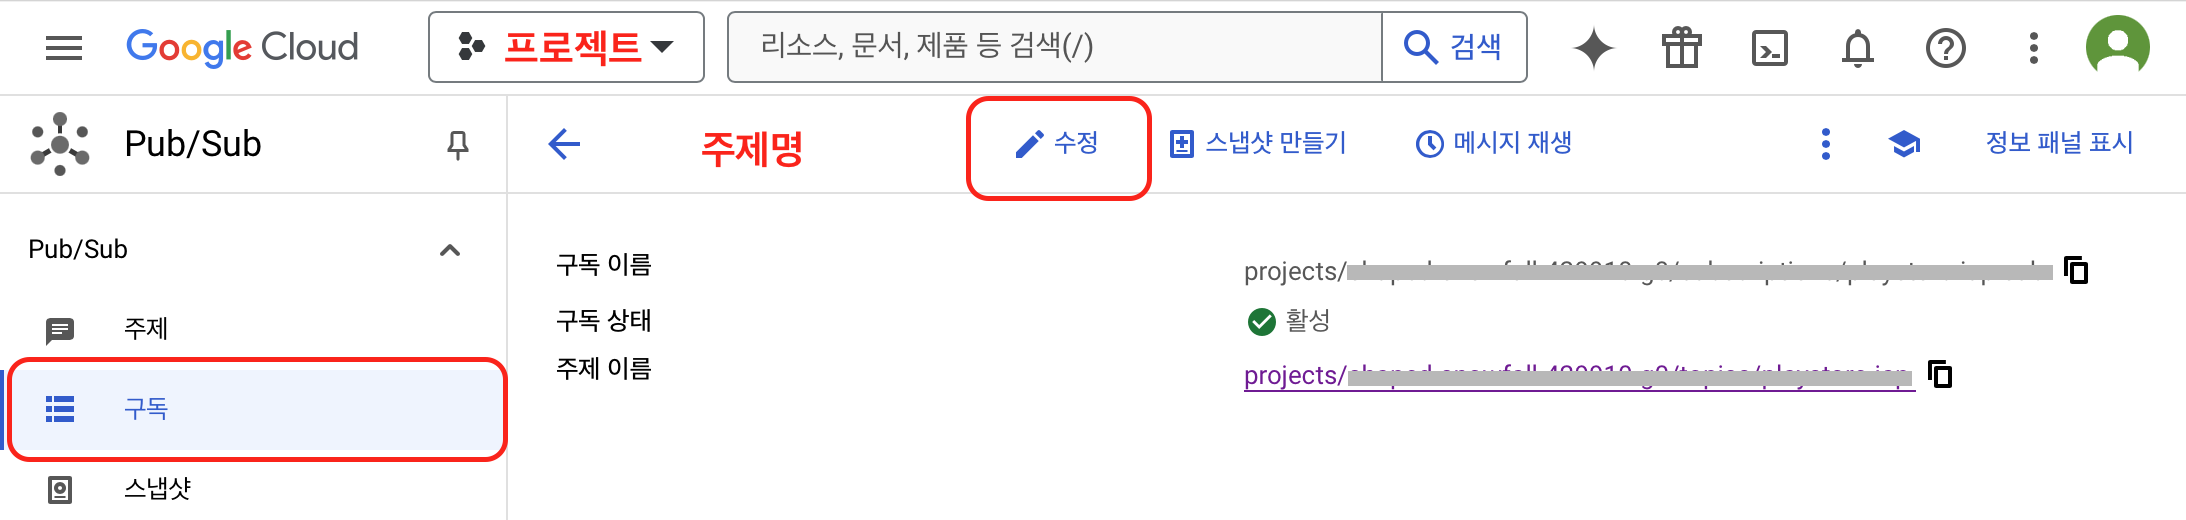 Google Cloud
프로젝트
리소스, 문서, 제품 등 검색(/)
검색
Pub/Sub
주제명
수정
스냅샷 만들기
메시지 재생
정보 패널 표시
Pub/Sub
주제
구독
스냅샷
구독 이름
projects/
구독 상태
활성
주제 이름
projects/